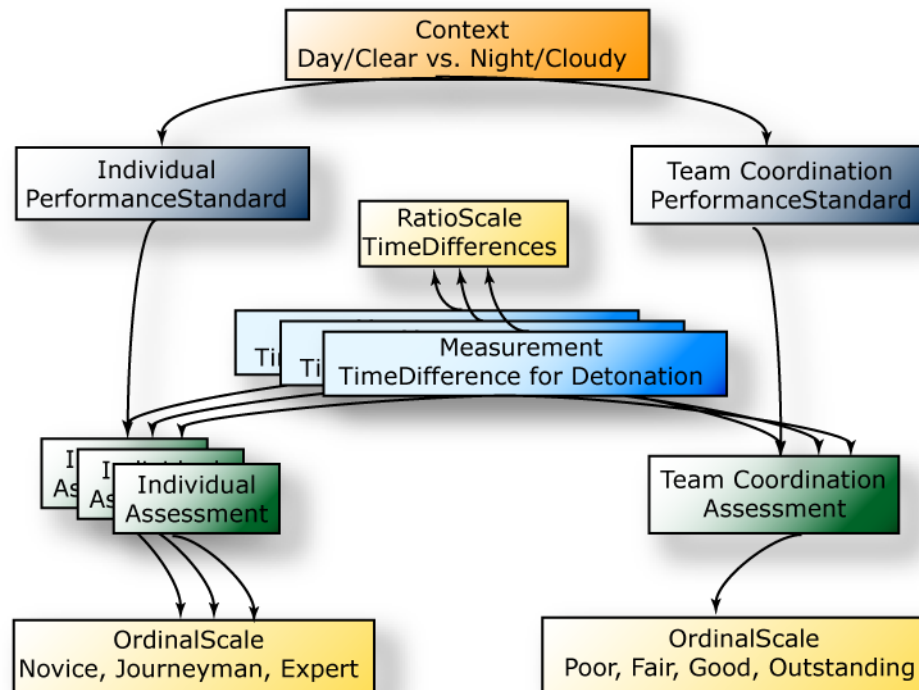 Context
Day/Clear vs. Night/Cloudy
Individual
PerformanceStandard
Team Coordination
PerformanceStandard
RatioScale
TimeDifferences
Measurement
TimeDifference for Detonation
Individual
Assessment
Team Coordination
Assessment
OrdinalScale
Novice, Journeyman, Expert
OrdinalScale
Poor, Fair, Good, Outstanding